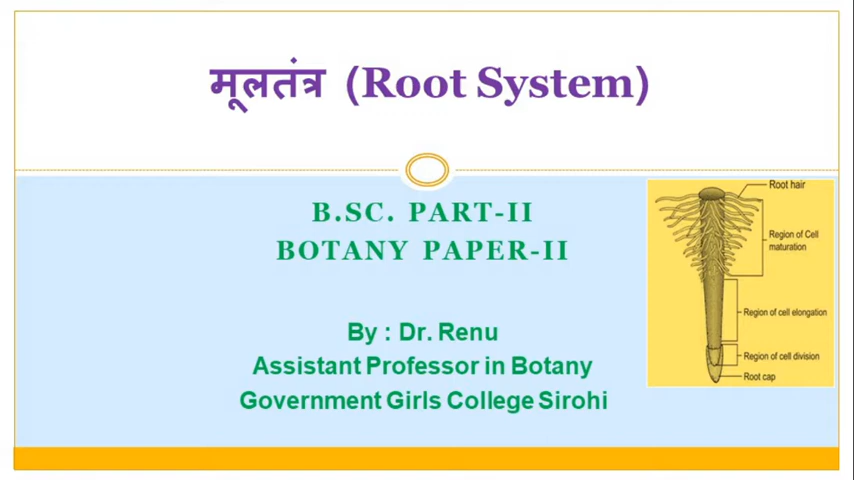 मूलतंत्र (Root System)
B.SC. PART-II
BOTANY PAPER-II
By : Dr. Renu
Assistant Professor in Botany
Government Girls College Sirohi
Root hair
Region of Cell
maturation
Region of cell elongation
Region of cell division
Root cap